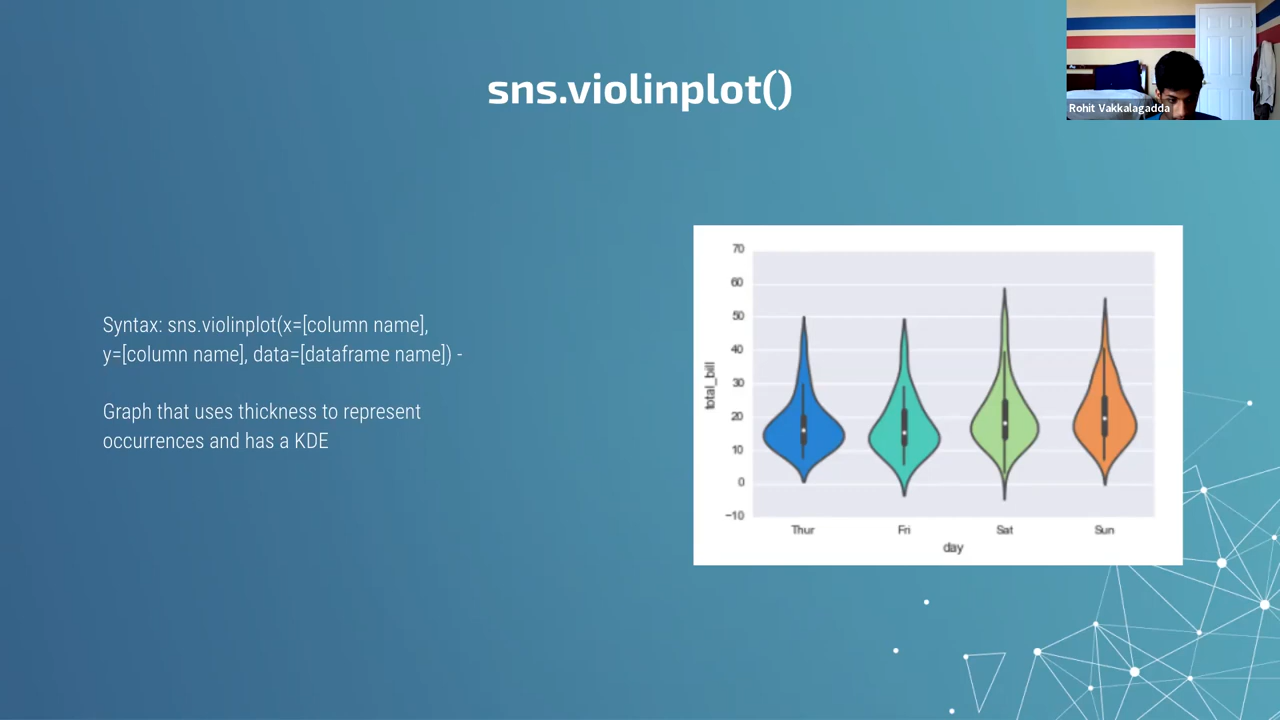 sns.violinplot()
Rohit Vakkalagadda
Syntax: sns.violinplot(x=[column name],
y=[column name], data=[dataframe name]) -
Graph that uses thickness to represent
occurrences and has a KDE
70
60
50
40
30
20
10
0
−10
total_bill
Thur Fri Sat Sun
day